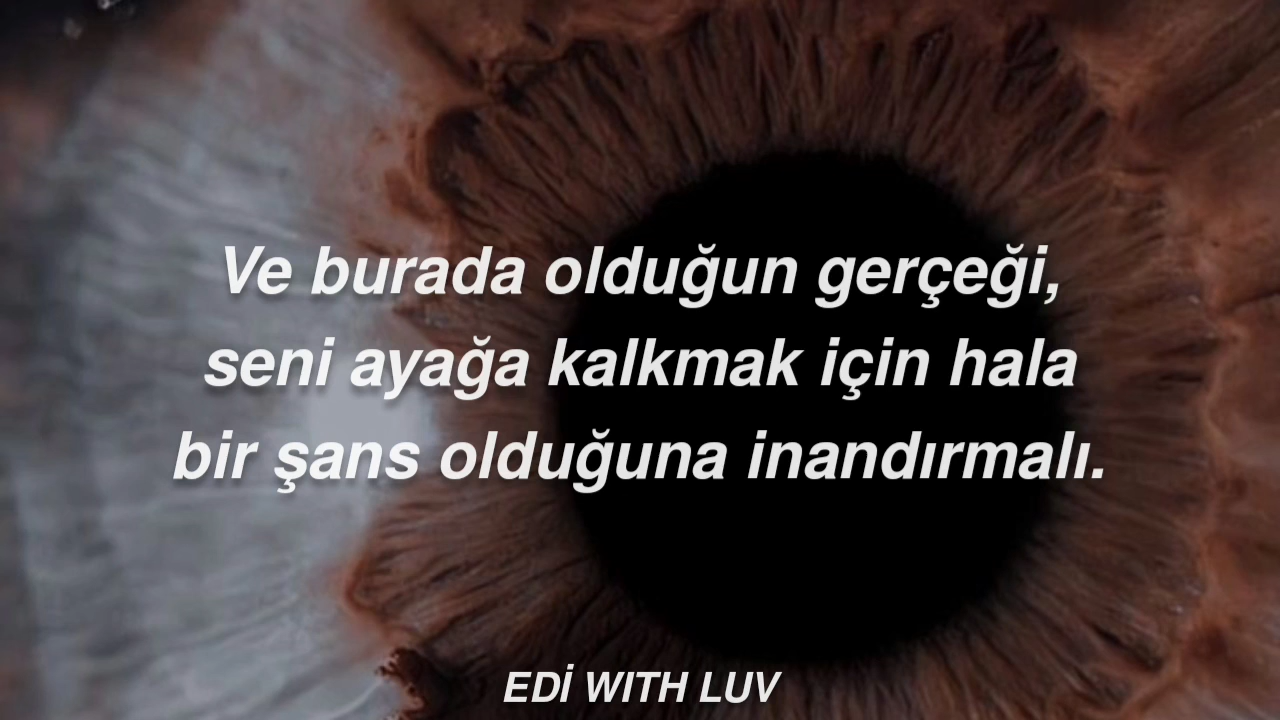 Ve burada olduğun gerçeği,
seni ayağa kalkmak için hala
bir şans olduğuna inandırmalı.
EDİ WITH LUV